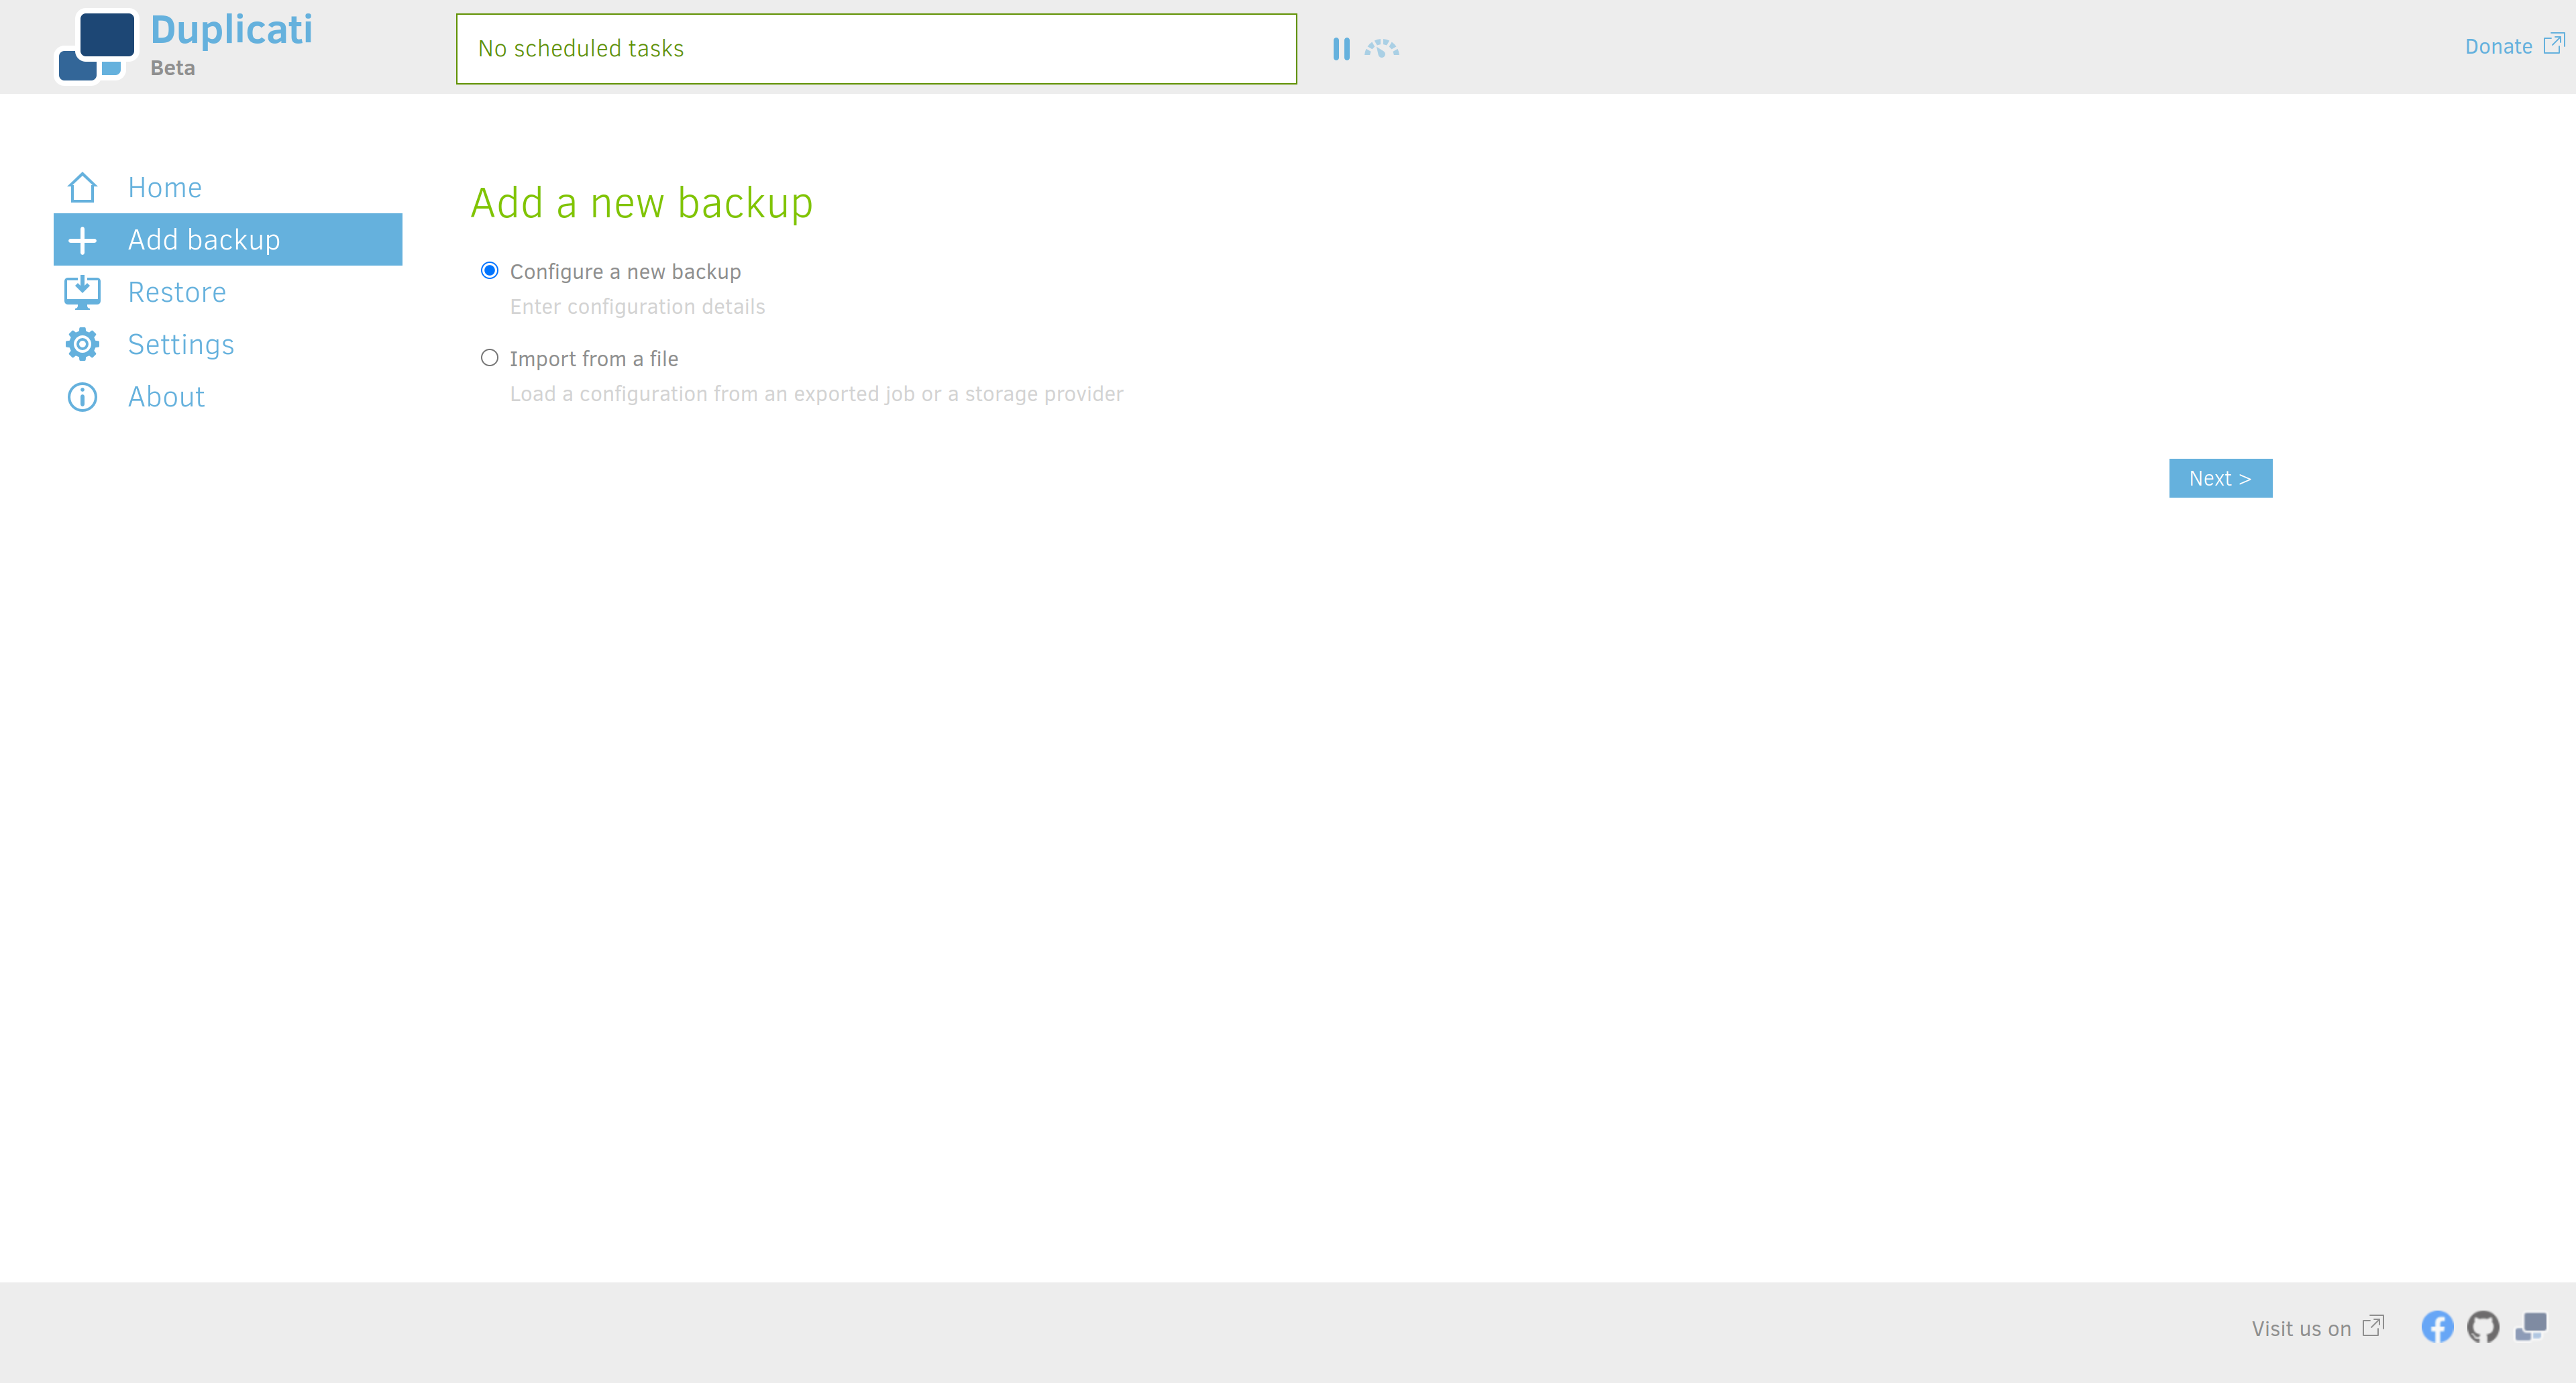 Duplicati
Beta
No scheduled tasks
Donate
Home
Add backup
Restore
Settings
About
Add a new backup
Configure a new backup
Enter configuration details
Import from a file
Load a configuration from an exported job or a storage provider
Next >
Visit us on